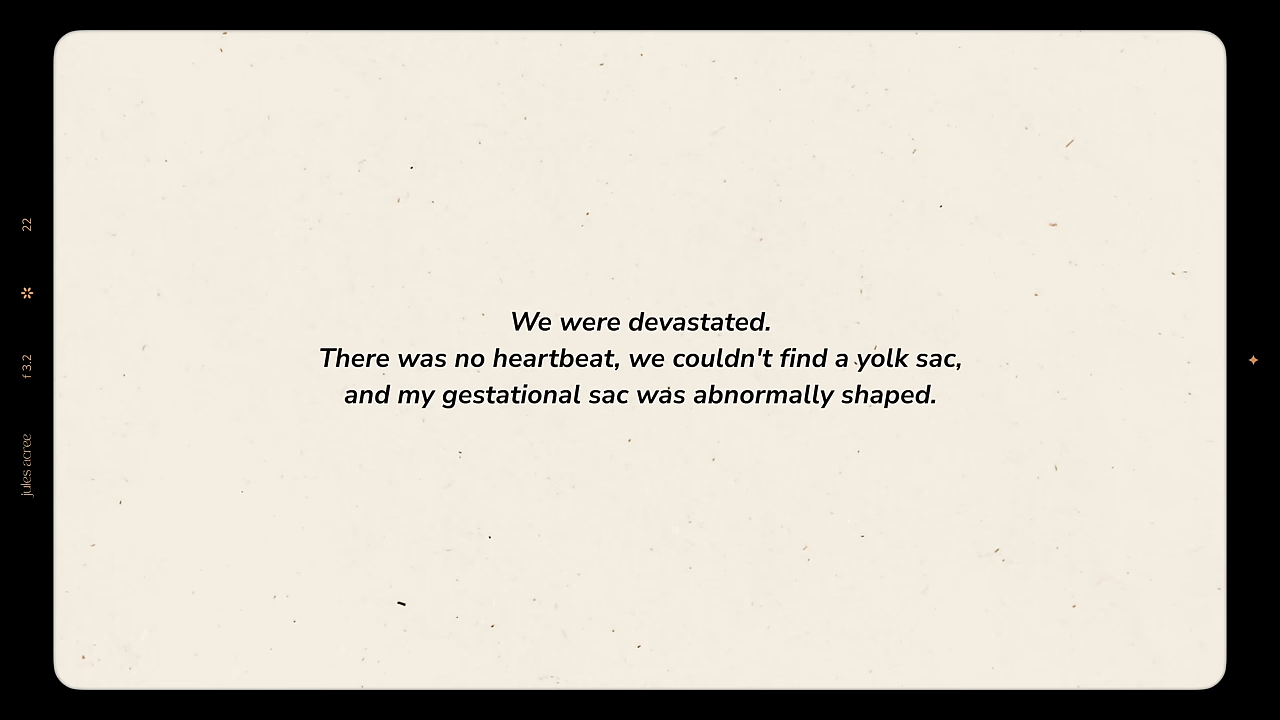 We were devastated.
There was no heartbeat, we couldn't find a yolk sac,
and my gestational sac was abnormally shaped.
jules acree
f 3.2
22